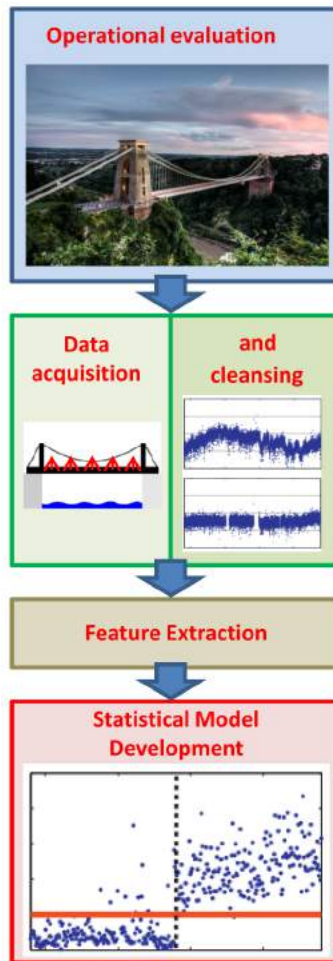 Operational evaluation
Data
acquisition
and
cleansing
Feature Extraction
Statistical Model
Development